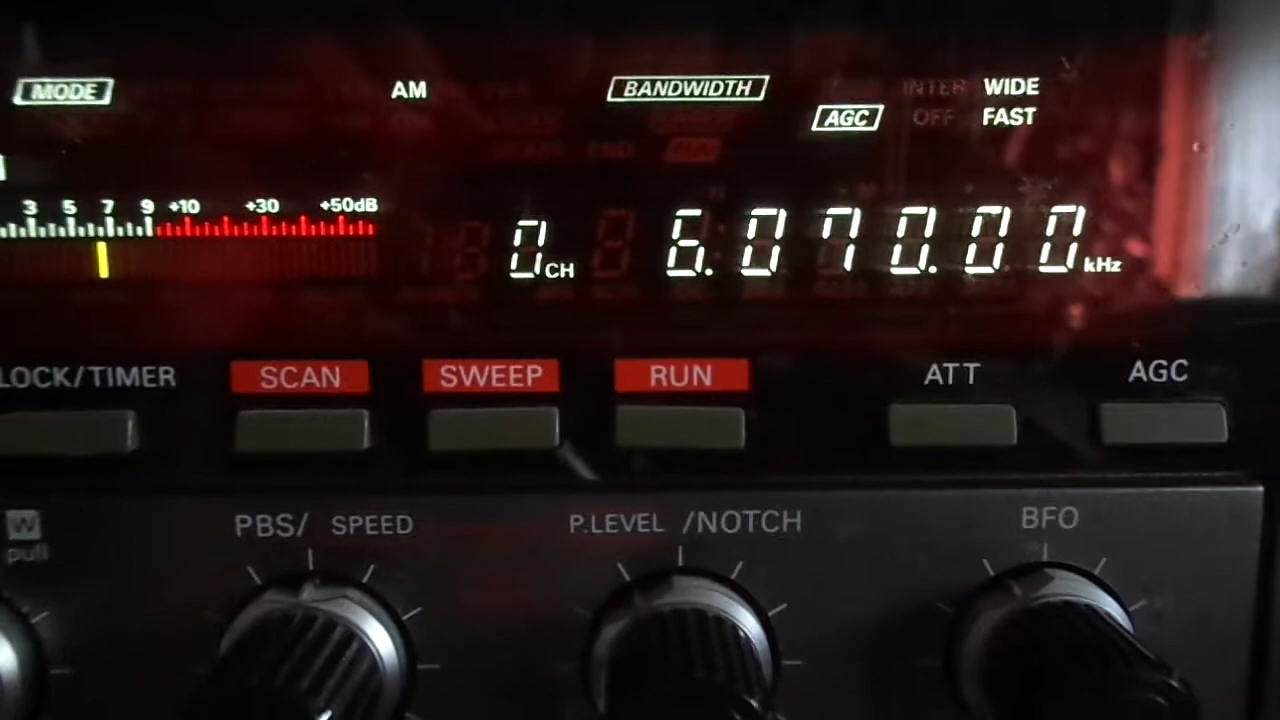 MODE AM BANDWIDTH INTER WIDE
AGC OFF FAST
3 5 7 9 +10 +30 +50dB
0 CH 6.070.00 kHz
LOCK/TIMER SCAN SWEEP RUN ATT AGC
W PBS/ SPEED P.LEVEL /NOTCH BFO
pull